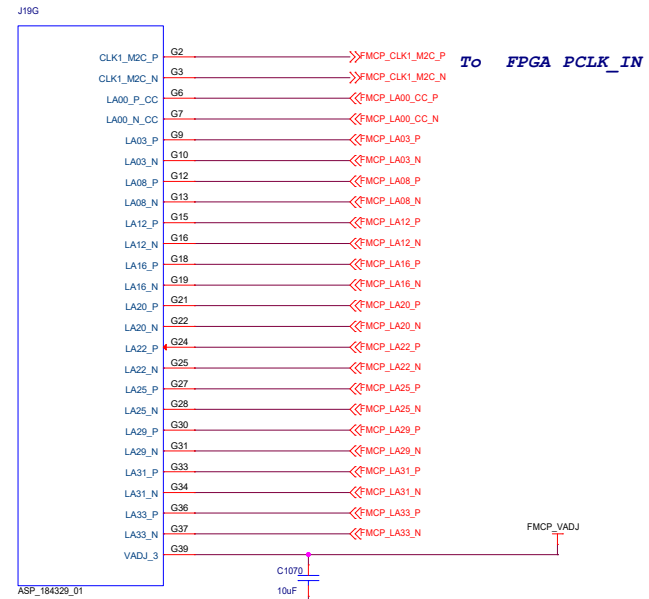 J19G
CLK1_M2C_P G2 FMCP_CLK1_M2C_P To FPGA PCLK_IN
CLK1_M2C_N G3 FMCP_CLK1_M2C_N
LA00_P_CC G6 FMCP_LA00_CC_P
LA00_N_CC G7 FMCP_LA00_CC_N
LA03_P G9 FMCP_LA03_P
LA03_N G10 FMCP_LA03_N
LA08_P G12 FMCP_LA08_P
LA08_N G13 FMCP_LA08_N
LA12_P G15 FMCP_LA12_P
LA12_N G16 FMCP_LA12_N
LA16_P G18 FMCP_LA16_P
LA16_N G19 FMCP_LA16_N
LA20_P G21 FMCP_LA20_P
LA20_N G22 FMCP_LA20_N
LA22_P G24 FMCP_LA22_P
LA22_N G25 FMCP_LA22_N
LA25_P G27 FMCP_LA25_P
LA25_N G28 FMCP_LA25_N
LA29_P G30 FMCP_LA29_P
LA29_N G31 FMCP_LA29_N
LA31_P G33 FMCP_LA31_P
LA31_N G34 FMCP_LA31_N
LA33_P G36 FMCP_LA33_P
LA33_N G37 FMCP_LA33_N
FMCP_VADJ
VADJ_3 G39
C1070
10uF
ASP_184329_01